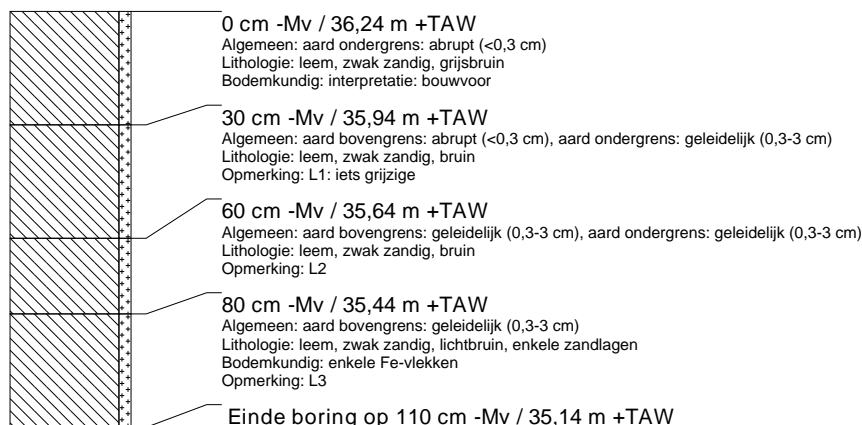 0 cm -Mv / 36,24 m +TAW
Algemeen: aard ondergrens: abrupt (<0,3 cm)
Lithologie: leem, zwak zandig, grijsbruin
Bodemkundig: interpretatie: bouwvoor
30 cm -Mv / 35,94 m +TAW
Algemeen: aard bovengrens: abrupt (<0,3 cm), aard ondergrens: geleidelijk (0,3-3 cm)
Lithologie: leem, zwak zandig, bruin
Opmerking: L1: iets grijzige
60 cm -Mv / 35,64 m +TAW
Algemeen: aard bovengrens: geleidelijk (0,3-3 cm), aard ondergrens: geleidelijk (0,3-3 cm)
Lithologie: leem, zwak zandig, bruin
Opmerking: L2
80 cm -Mv / 35,44 m +TAW
Algemeen: aard bovengrens: geleidelijk (0,3-3 cm)
Lithologie: leem, zwak zandig, lichtbruin, enkele zandlagen
Bodemkundig: enkele Fe-vlekken
Opmerking: L3
Einde boring op 110 cm -Mv / 35,14 m +TAW